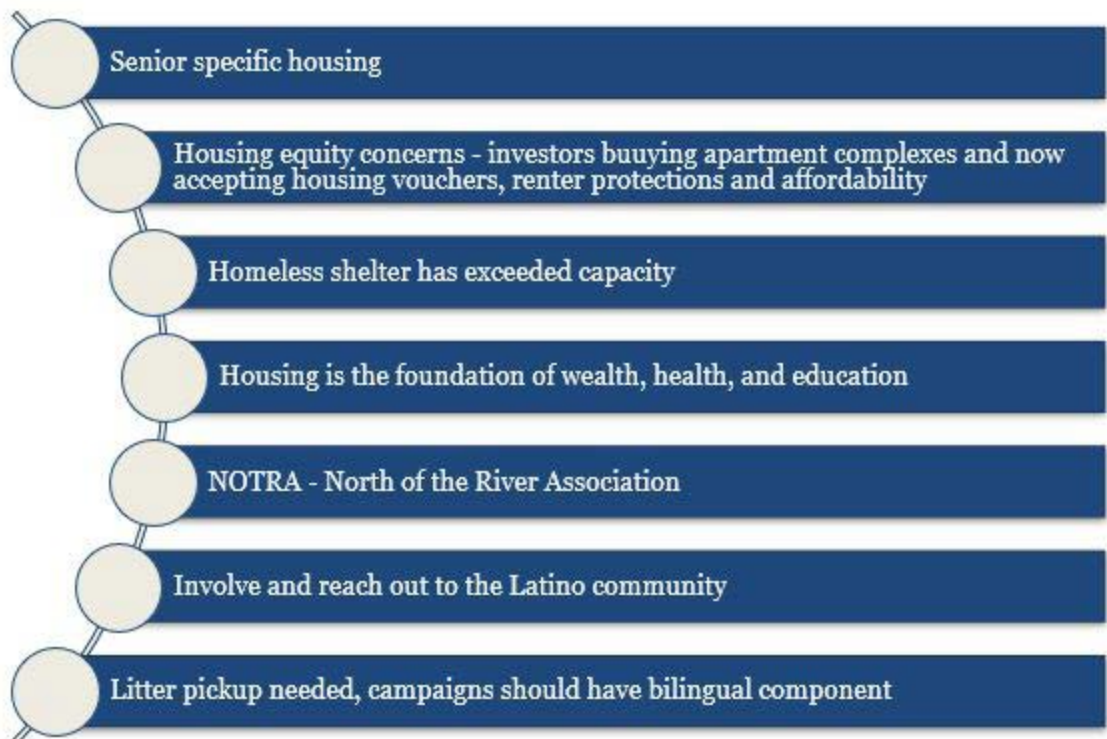 Senior specific housing
Housing equity concerns - investors buuying apartment complexes and now
accepting housing vouchers, renter protections and affordability
Homeless shelter has exceeded capacity
Housing is the foundation of wealth, health, and education
NOTRA - North of the River Association
Involve and reach out to the Latino community
Litter pickup needed, campaigns should have bilingual component